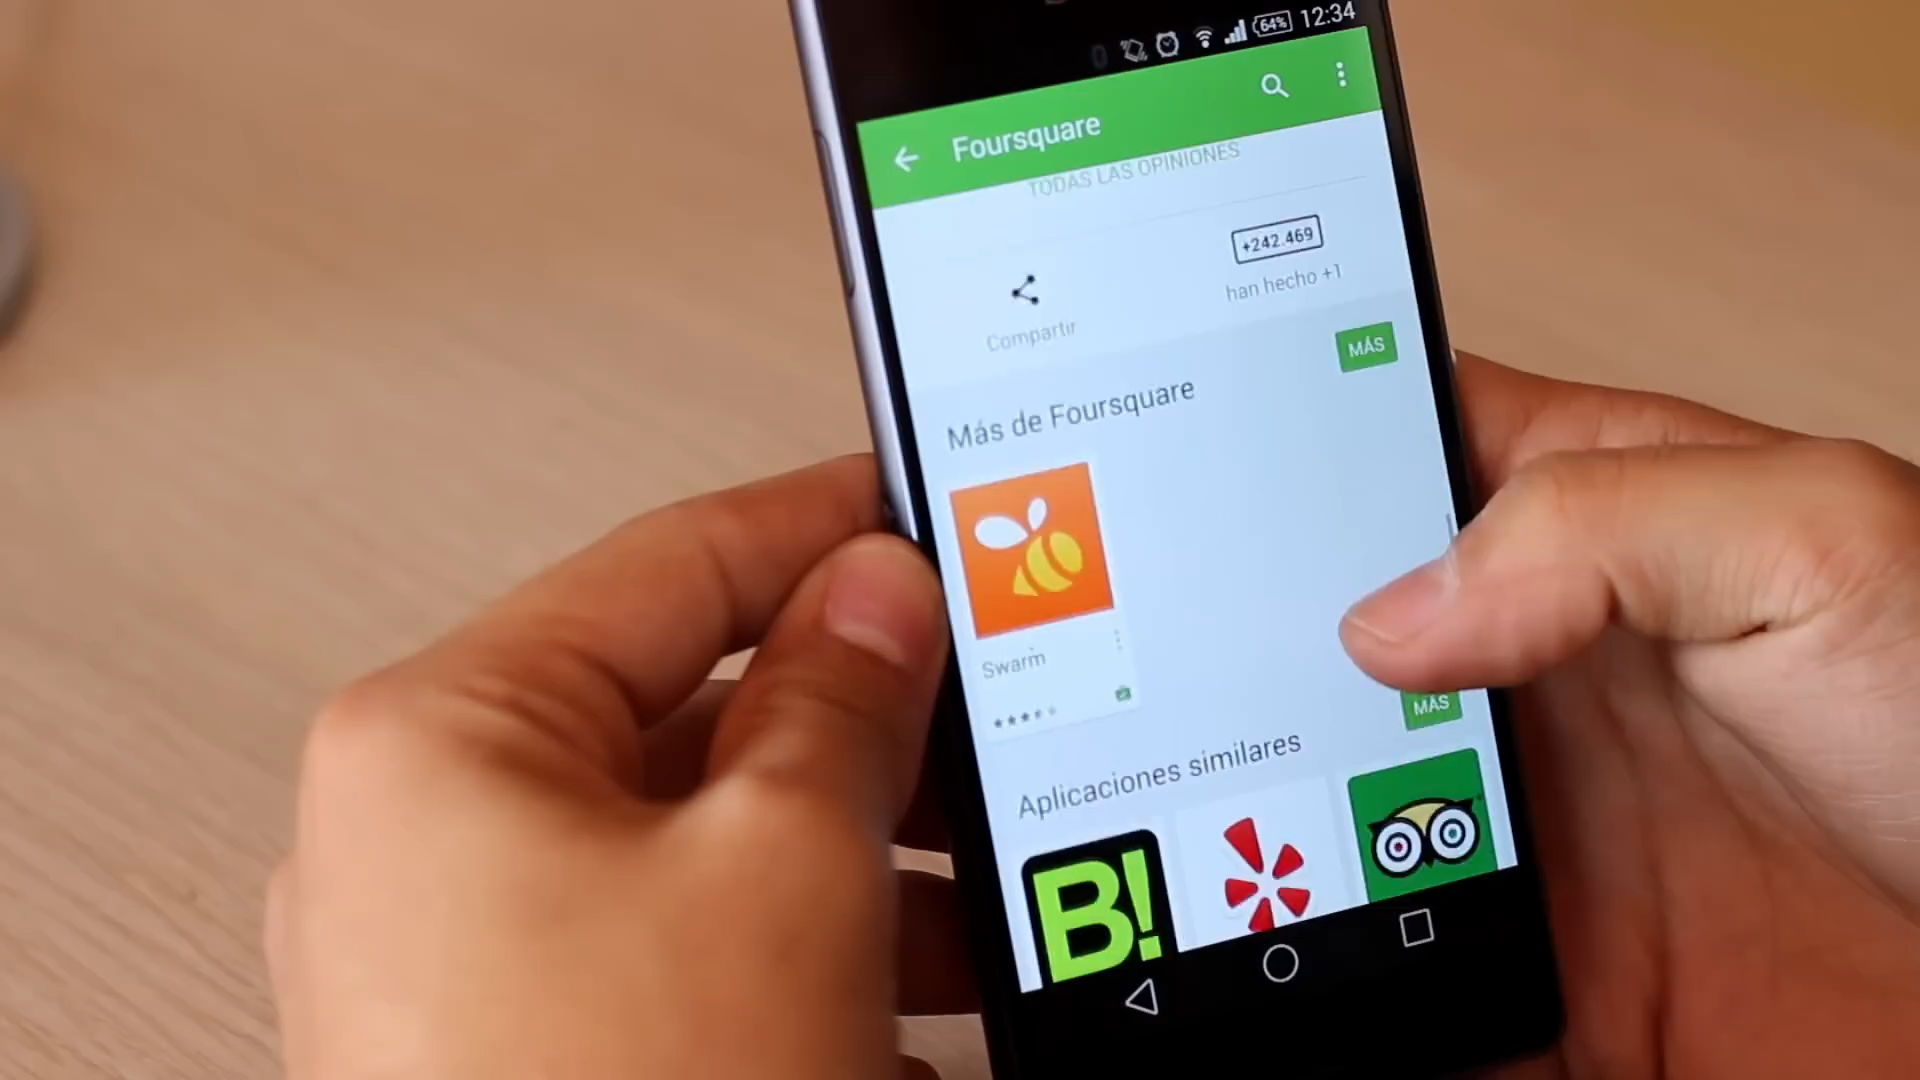 64% 12:34
Foursquare
TODAS LAS OPINIONES
+242.469
han hecho +1
Compartir
MÁS
Más de Foursquare
Swarm
MÁS
Aplicaciones similares
B!